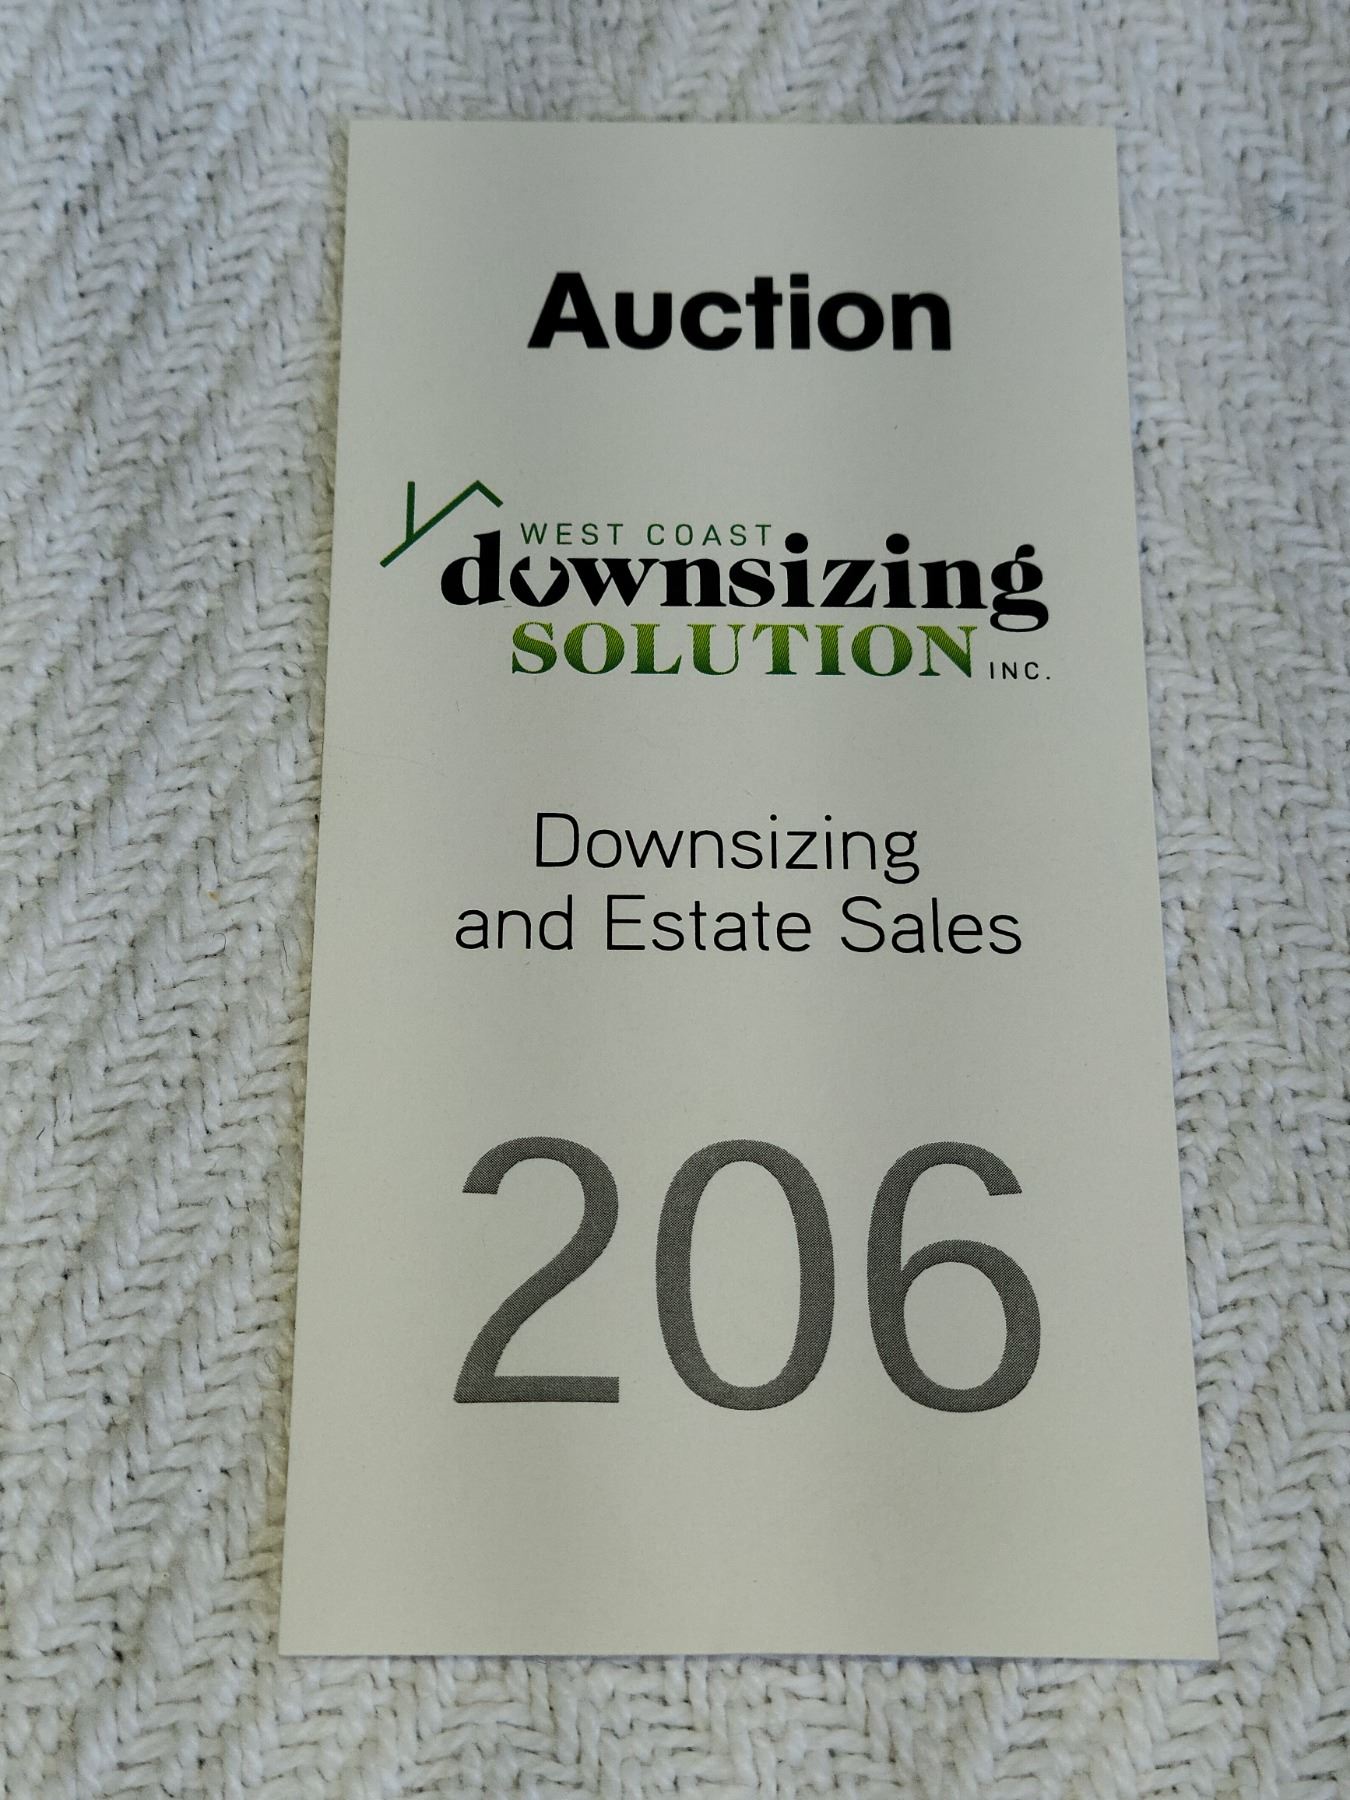 Auction
WEST COAST
downsizing
SOLUTION INC.
Downsizing
and Estate Sales
206